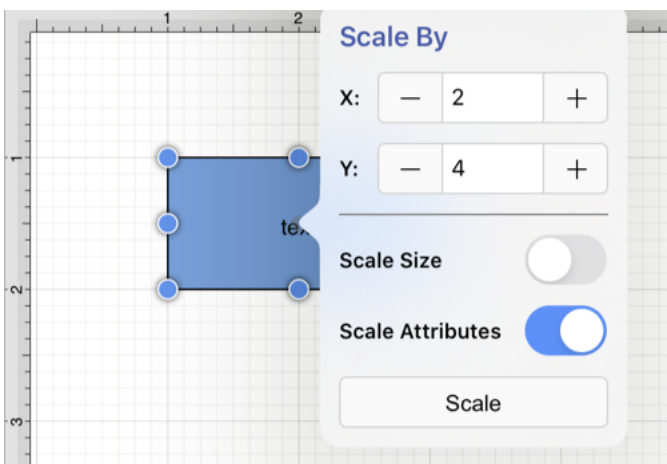 1 2
Scale By
X: — 2 +
1
Y: — 4 +
Scale Size
2
Scale Attributes
Scale
3